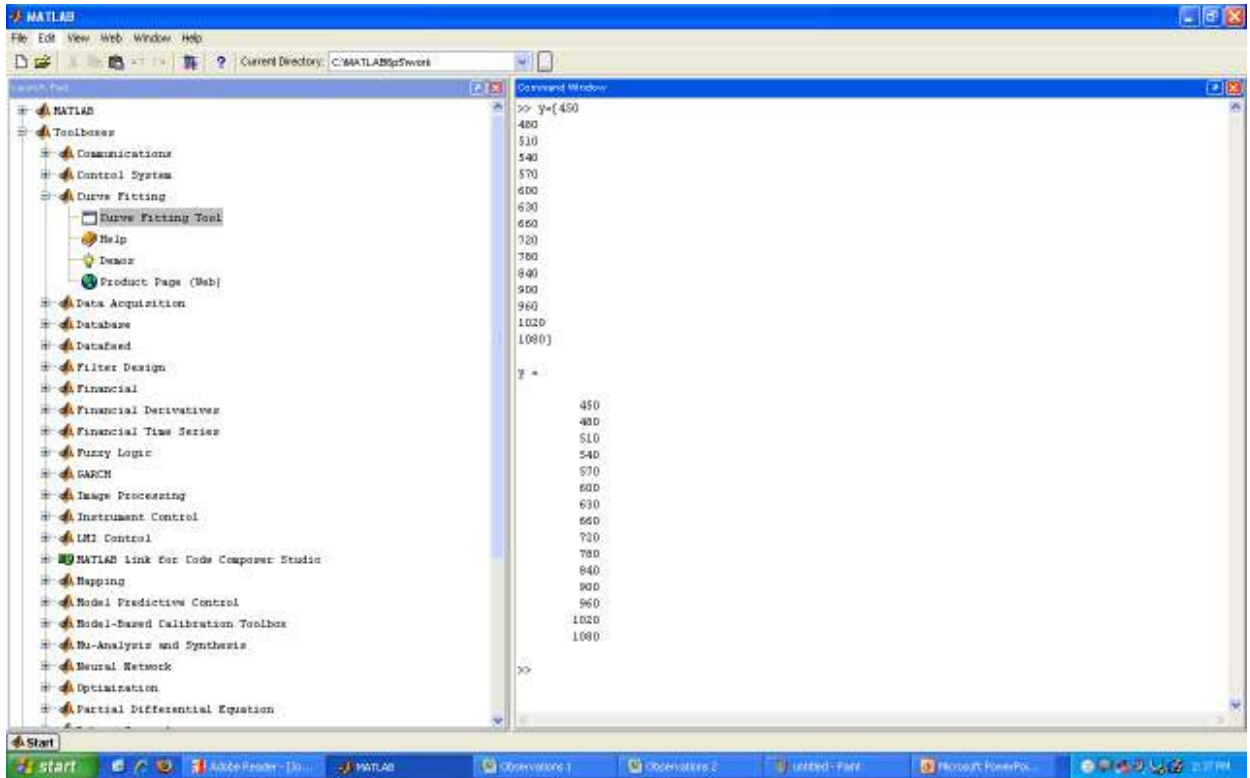 MATLAB
File Edit View Web Window Help
? Current Directory: C:\MATLAB6p5\work
Launch Pad
MATLAB
Toolboxes
Communications
Control System
Curve Fitting
Curve Fitting Tool
Help
Demos
Product Page (Web)
Data Acquisition
Database
Datafeed
Filter Design
Financial
Financial Derivatives
Financial Time Series
Fuzzy Logic
GARCH
Image Processing
Instrument Control
LMI Control
MATLAB Link for Code Composer Studio
Mapping
Model Predictive Control
Model-Based Calibration Toolbox
Mu-Analysis and Synthesis
Neural Network
Optimization
Partial Differential Equation
Command Window
>> y=[450
480
510
540
570
600
630
660
720
780
840
900
960
1020
1080]
y =
450
480
510
540
570
600
630
660
720
780
840
900
960
1020
1080
>>
Start
start
Adobe Reader - [Jo...
MATLAB
Observations 1
Observations 2
untitled - Paint
Microsoft PowerPoi...
2:37 PM